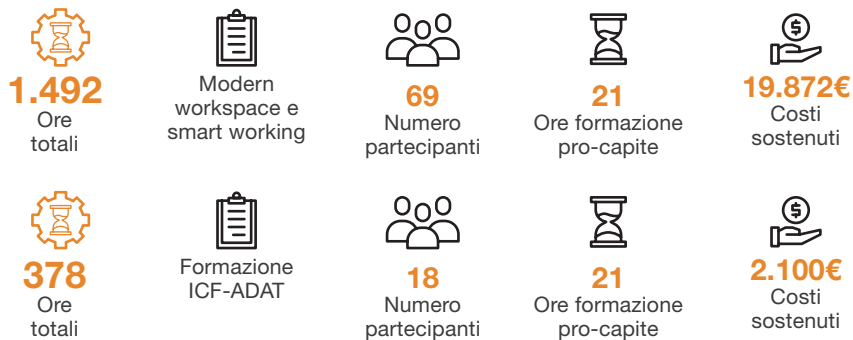 1.492
Ore
totali
Modern
workspace e
smart working
69
Numero
partecipanti
21
Ore formazione
pro-capite
19.872€
Costi
sostenuti
378
Ore
totali
Formazione
ICF-ADAT
18
Numero
partecipanti
21
Ore formazione
pro-capite
2.100€
Costi
sostenuti